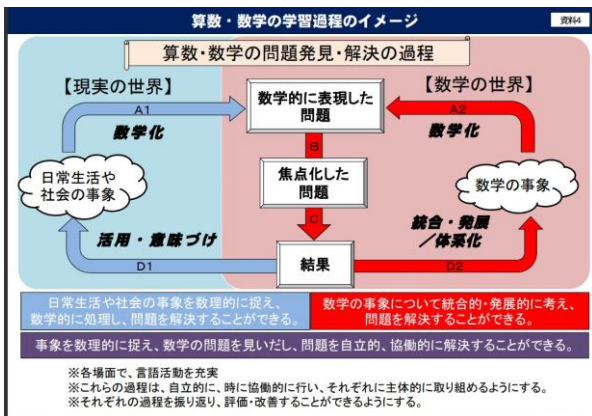 算数・数学の学習過程のイメージ
資料4
算数・数学の問題発見・解決の過程
【現実の世界】
【数学の世界】
A1
数学的に表現した
問題
A2
数学化
数学化
B
日常生活や
社会の事象
焦点化した
問題
数学の事象
C
活用・意味づけ
統合・発展
／体系化
D1
結果
D2
日常生活や社会の事象を数理的に捉え、
数学的に処理し、問題を解決することができる。
数学の事象について統合的・発展的に考え、
問題を解決することができる。
事象を数理的に捉え、数学の問題を見いだし、問題を自立的、協働的に解決することができる。
※各場面で、言語活動を充実
※これらの過程は、自立的に、時に協働的に行い、それぞれに主体的に取り組めるようにする。
※それぞれの過程を振り返り、評価・改善することができるようにする。